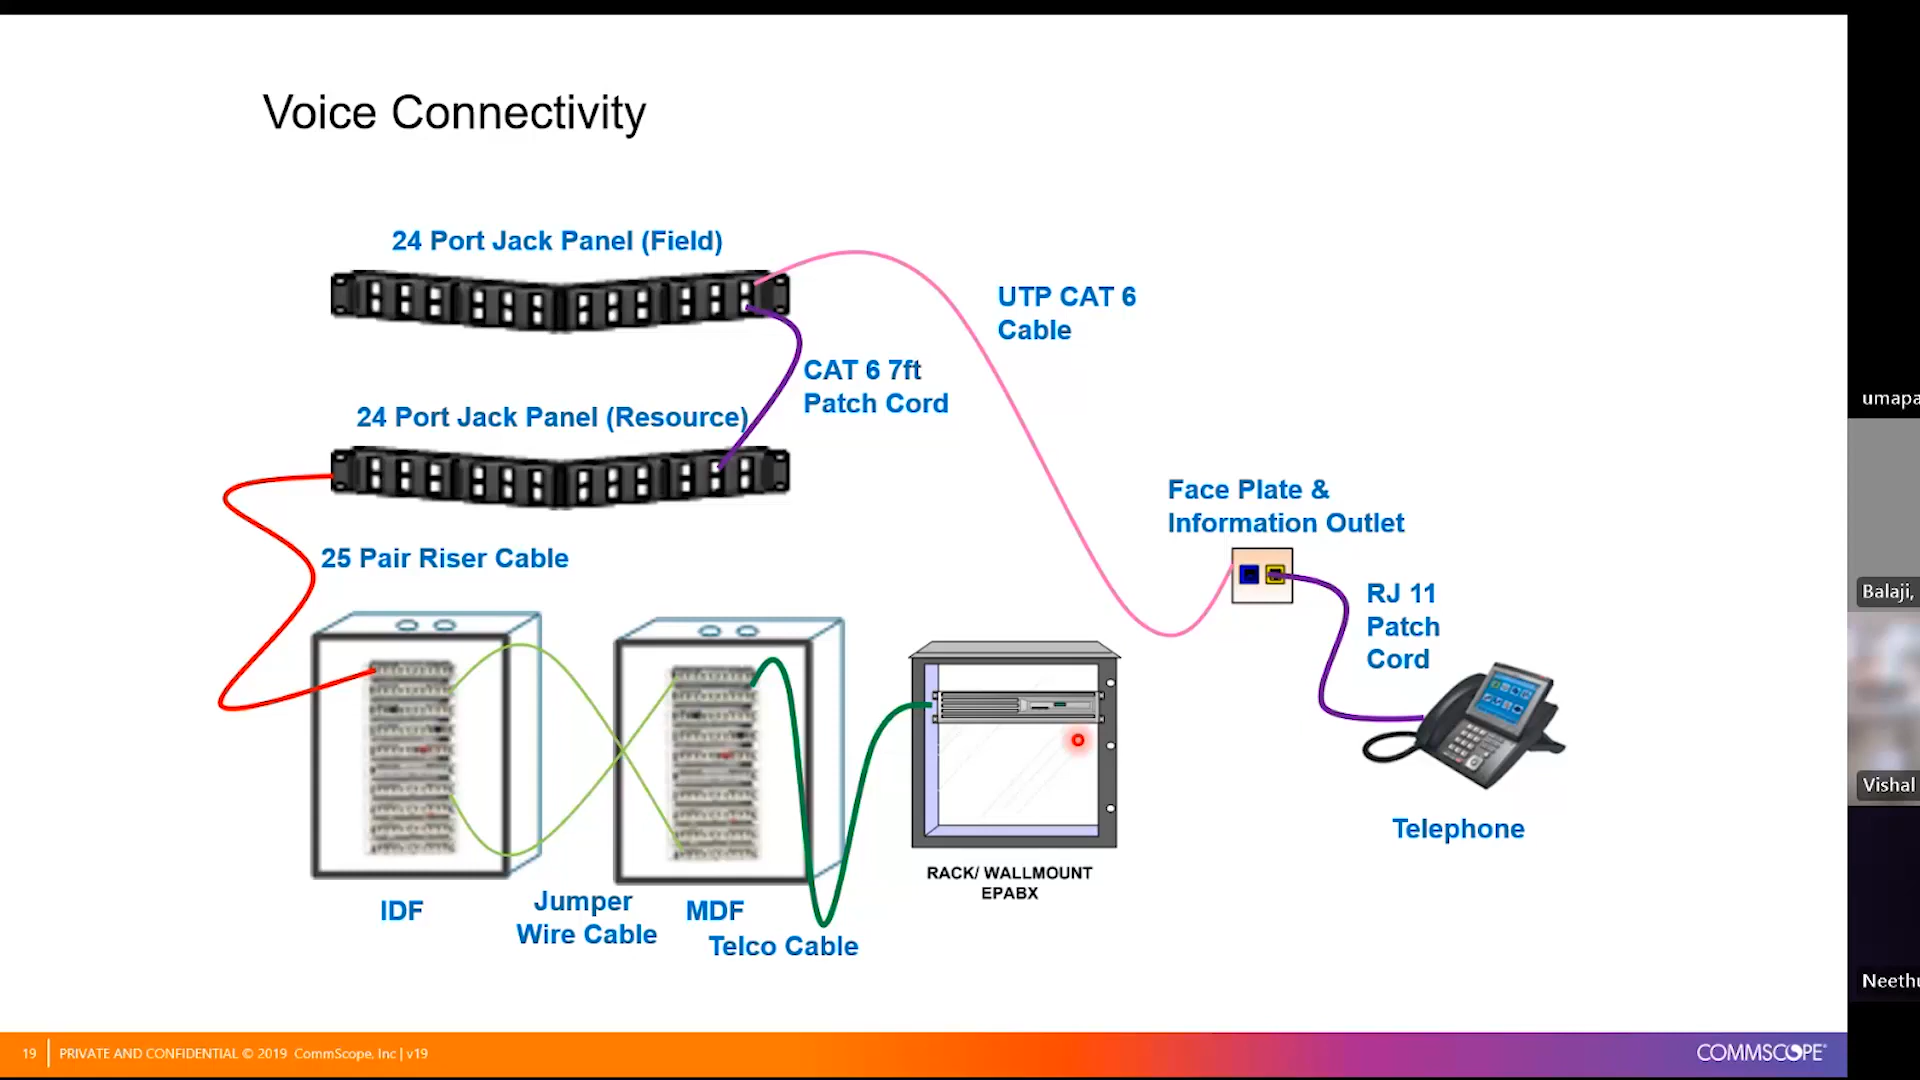 Voice Connectivity
24 Port Jack Panel (Field)
UTP CAT 6
Cable
CAT 6 7ft
Patch Cord
24 Port Jack Panel (Resource)
Face Plate &
Information Outlet
25 Pair Riser Cable
RJ 11
Patch
Cord
Telephone
RACK/ WALLMOUNT
EPABX
IDF
Jumper
Wire Cable
MDF
Telco Cable
umapa
Balaji,
Vishal
Neethu
19
PRIVATE AND CONFIDENTIAL © 2019 CommScope, Inc | v19
COMMSCOPE®